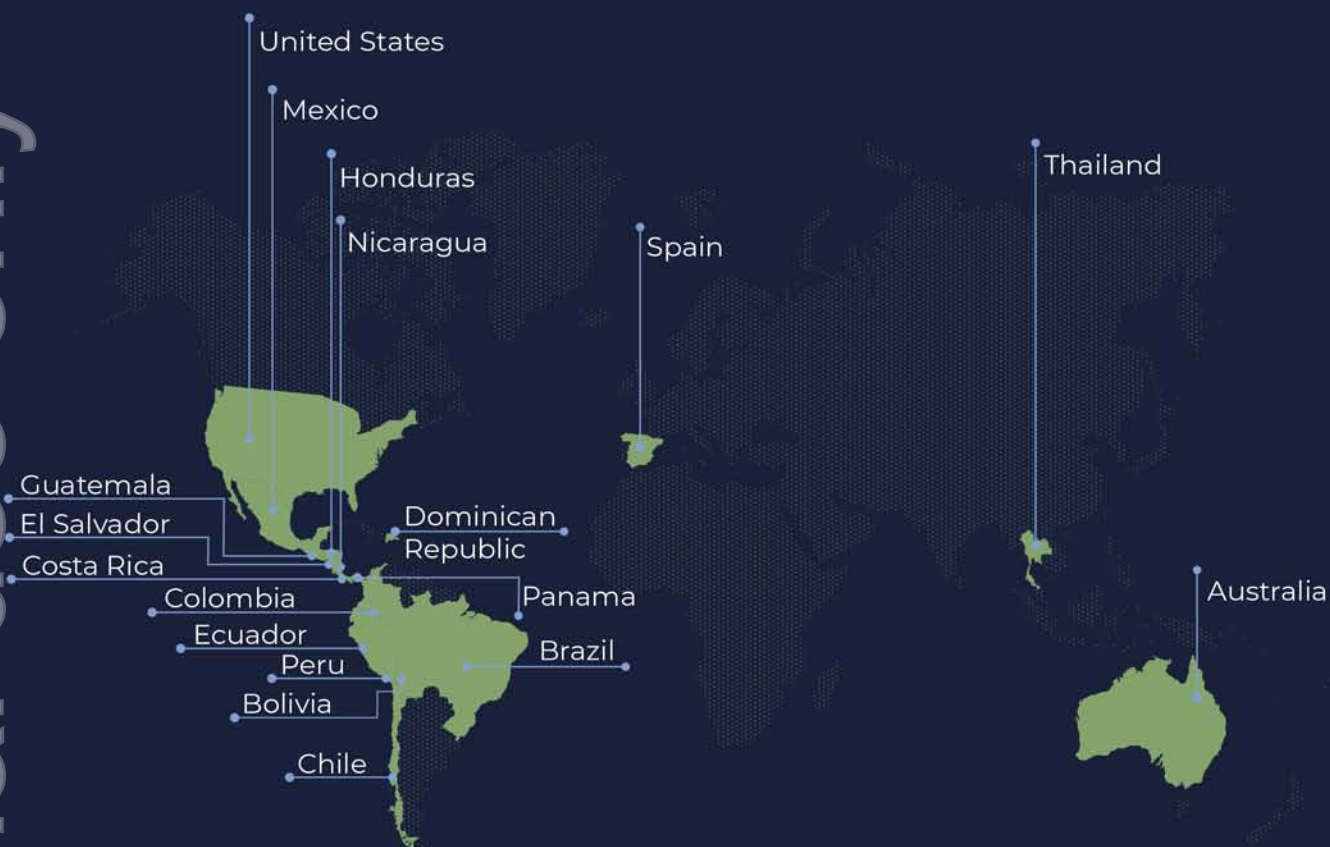 United States
Mexico
Honduras
Nicaragua
Spain
Thailand
Guatemala
El Salvador
Costa Rica
Dominican
Republic
Colombia
Panama
Ecuador
Peru
Brazil
Bolivia
Chile
Australia